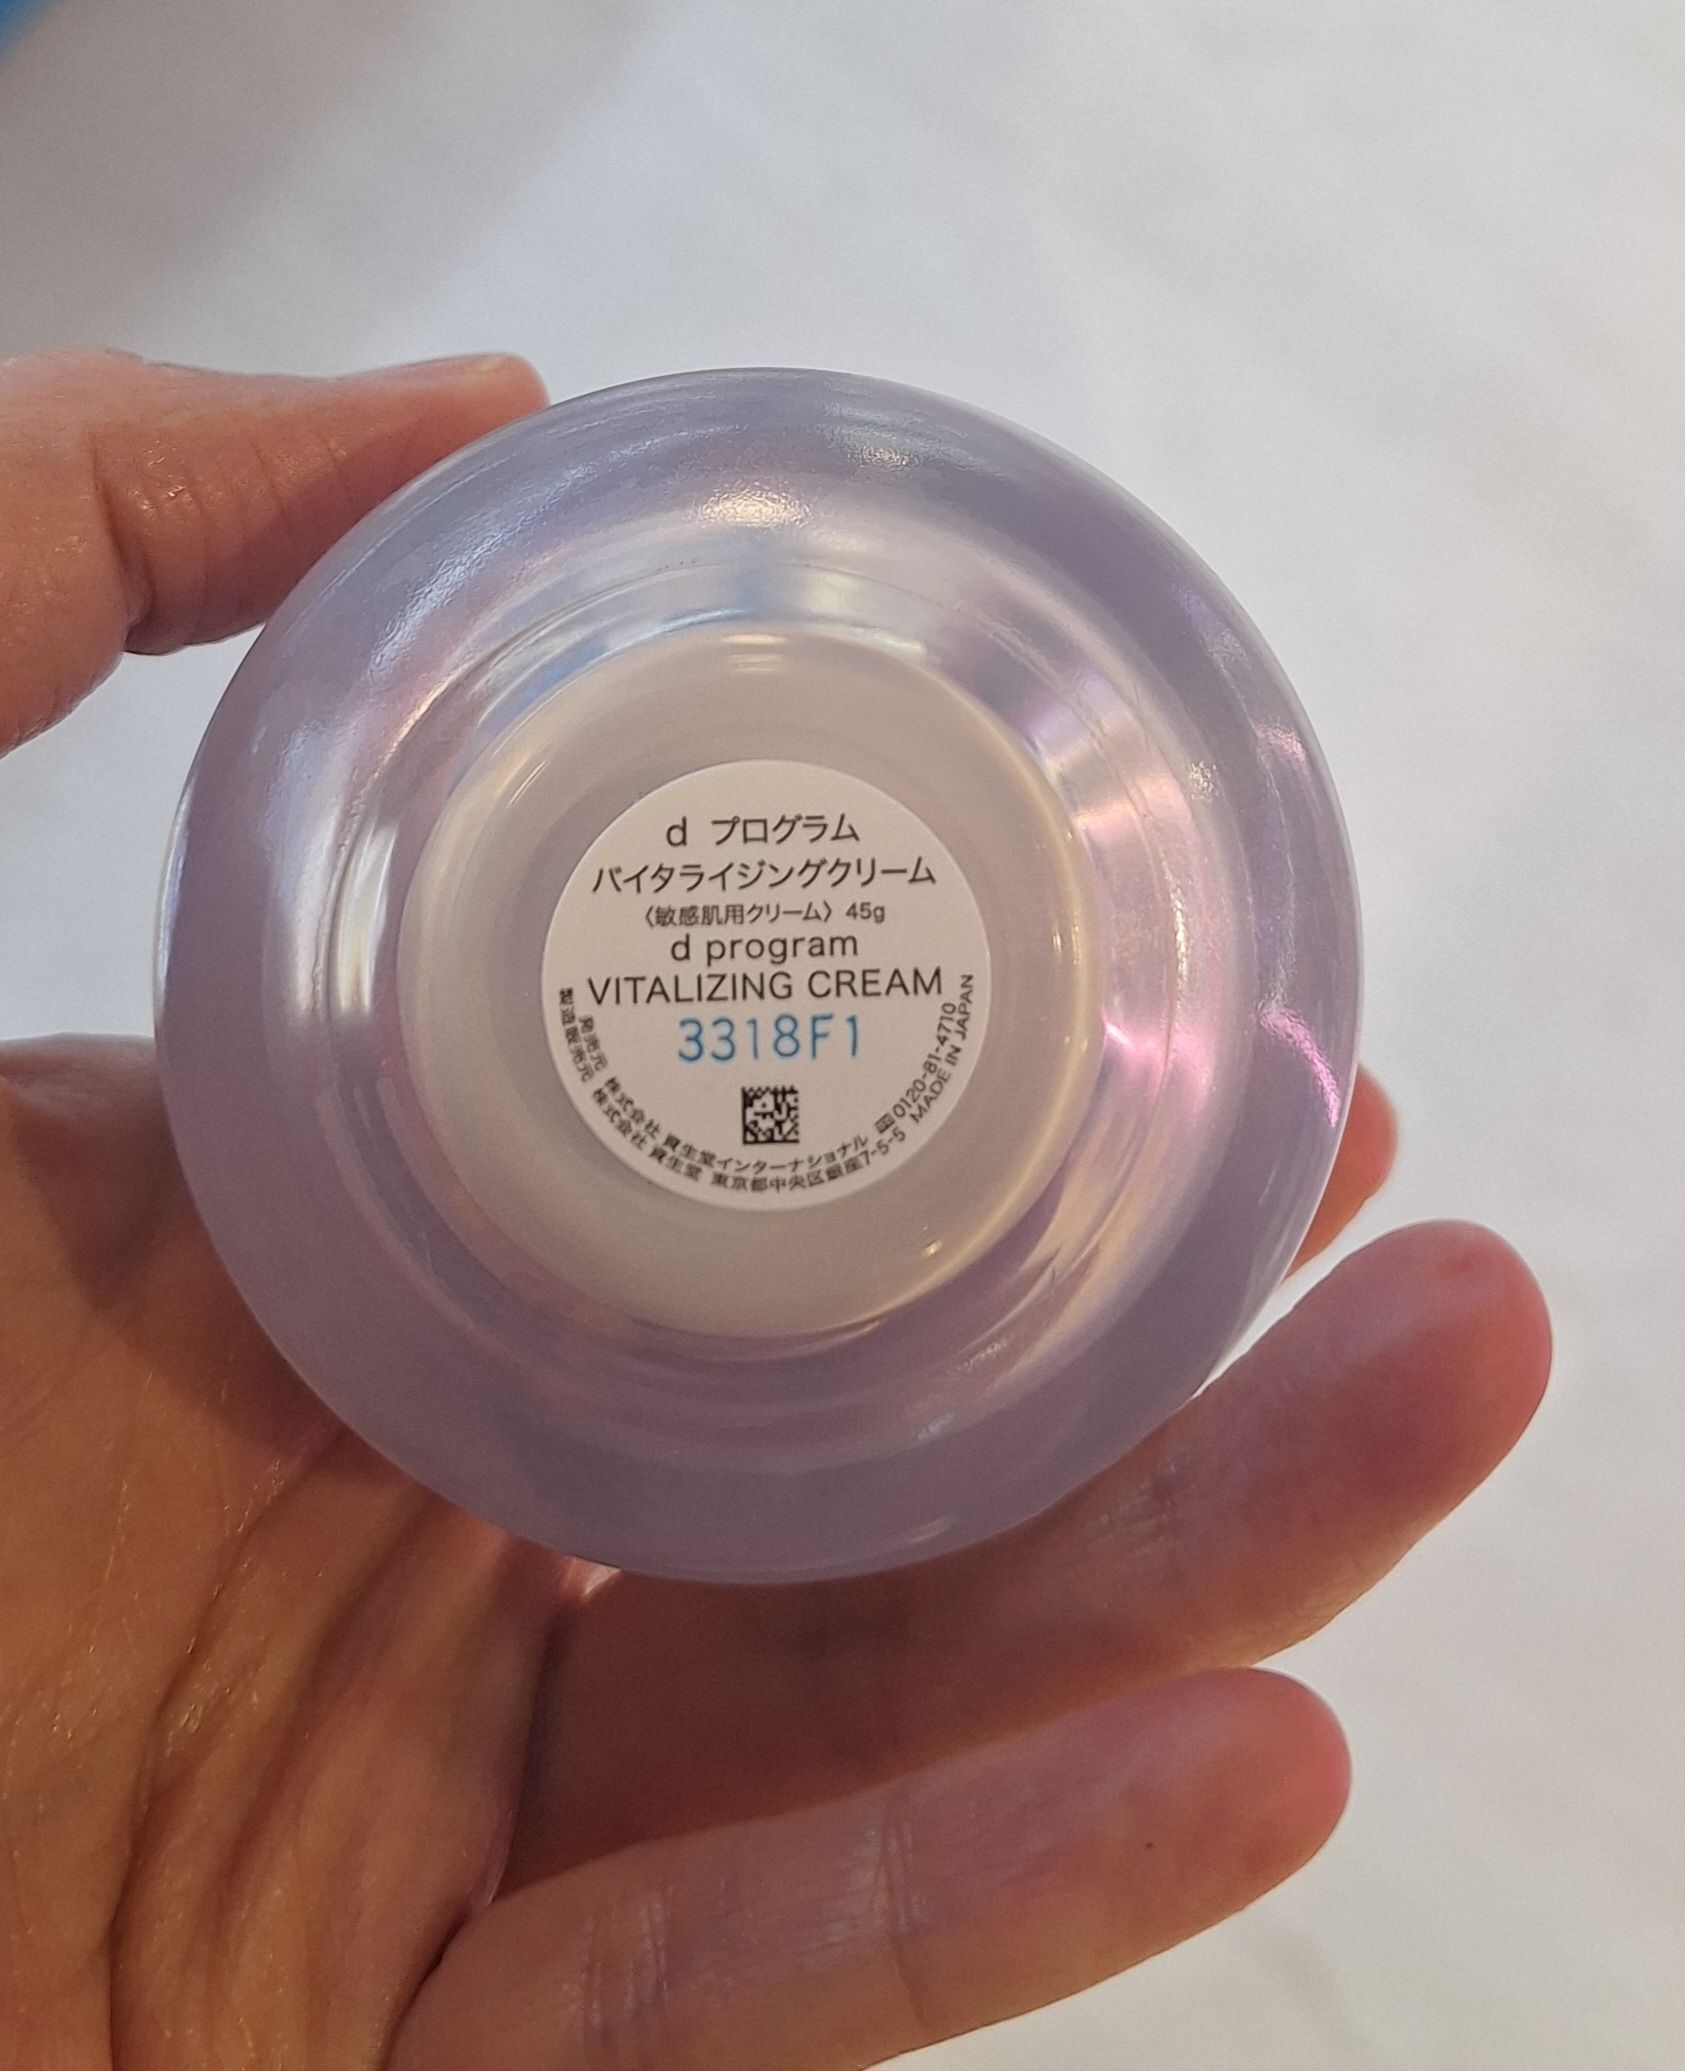 d プログラム
バイタライジングクリーム
〈敏感肌用クリーム〉 45g
d program
VITALIZING CREAM
3318F1
発売元 株式会社 資生堂インターナショナル 0120-81-4710
製造販売元 株式会社 資生堂 東京都中央区銀座7-5-5 MADE IN JAPAN